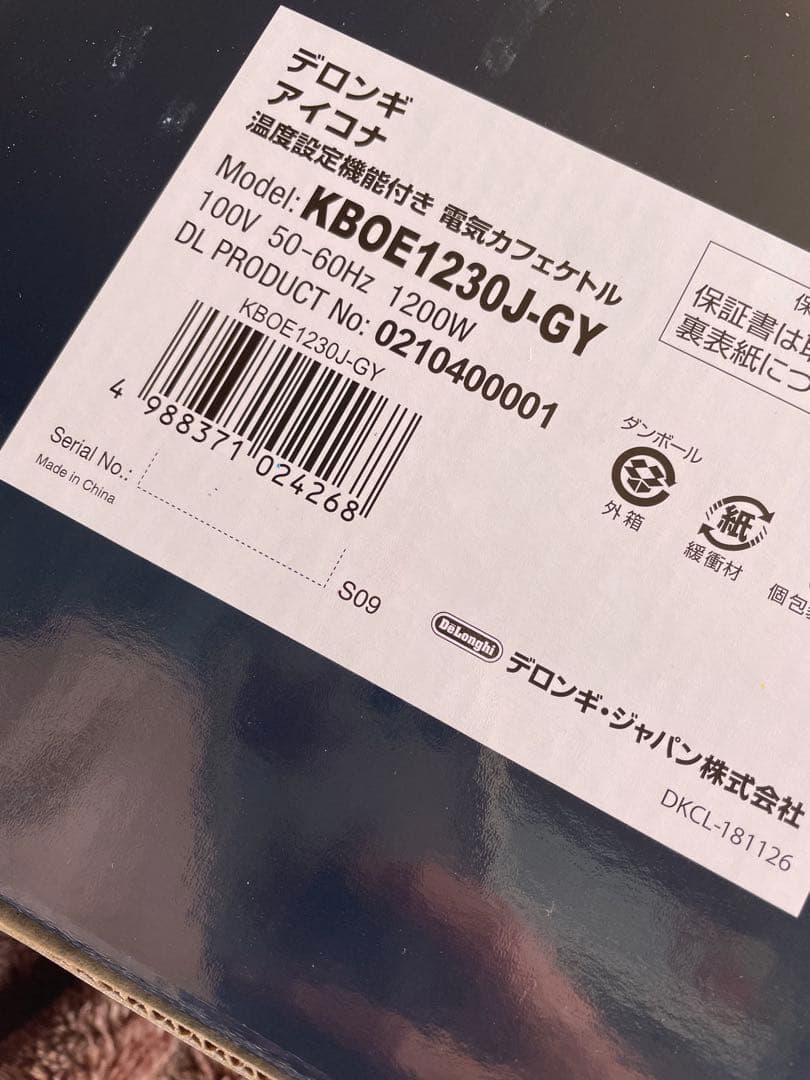 デロンギ
アイコナ
温度設定機能付き 電気カフェケトル
Model: KBOE1230J-GY
100V 50-60Hz 1200W
DL PRODUCT No: 0210400001
KBOE1230J-GY
4 988371 024268
Serial No.:
Made in China
S09
保証書は
裏表紙につ
ダンボール
外箱
紙
緩衝材
個包
DeLonghi
デロンギ・ジャパン株式会社
DKCL-181126